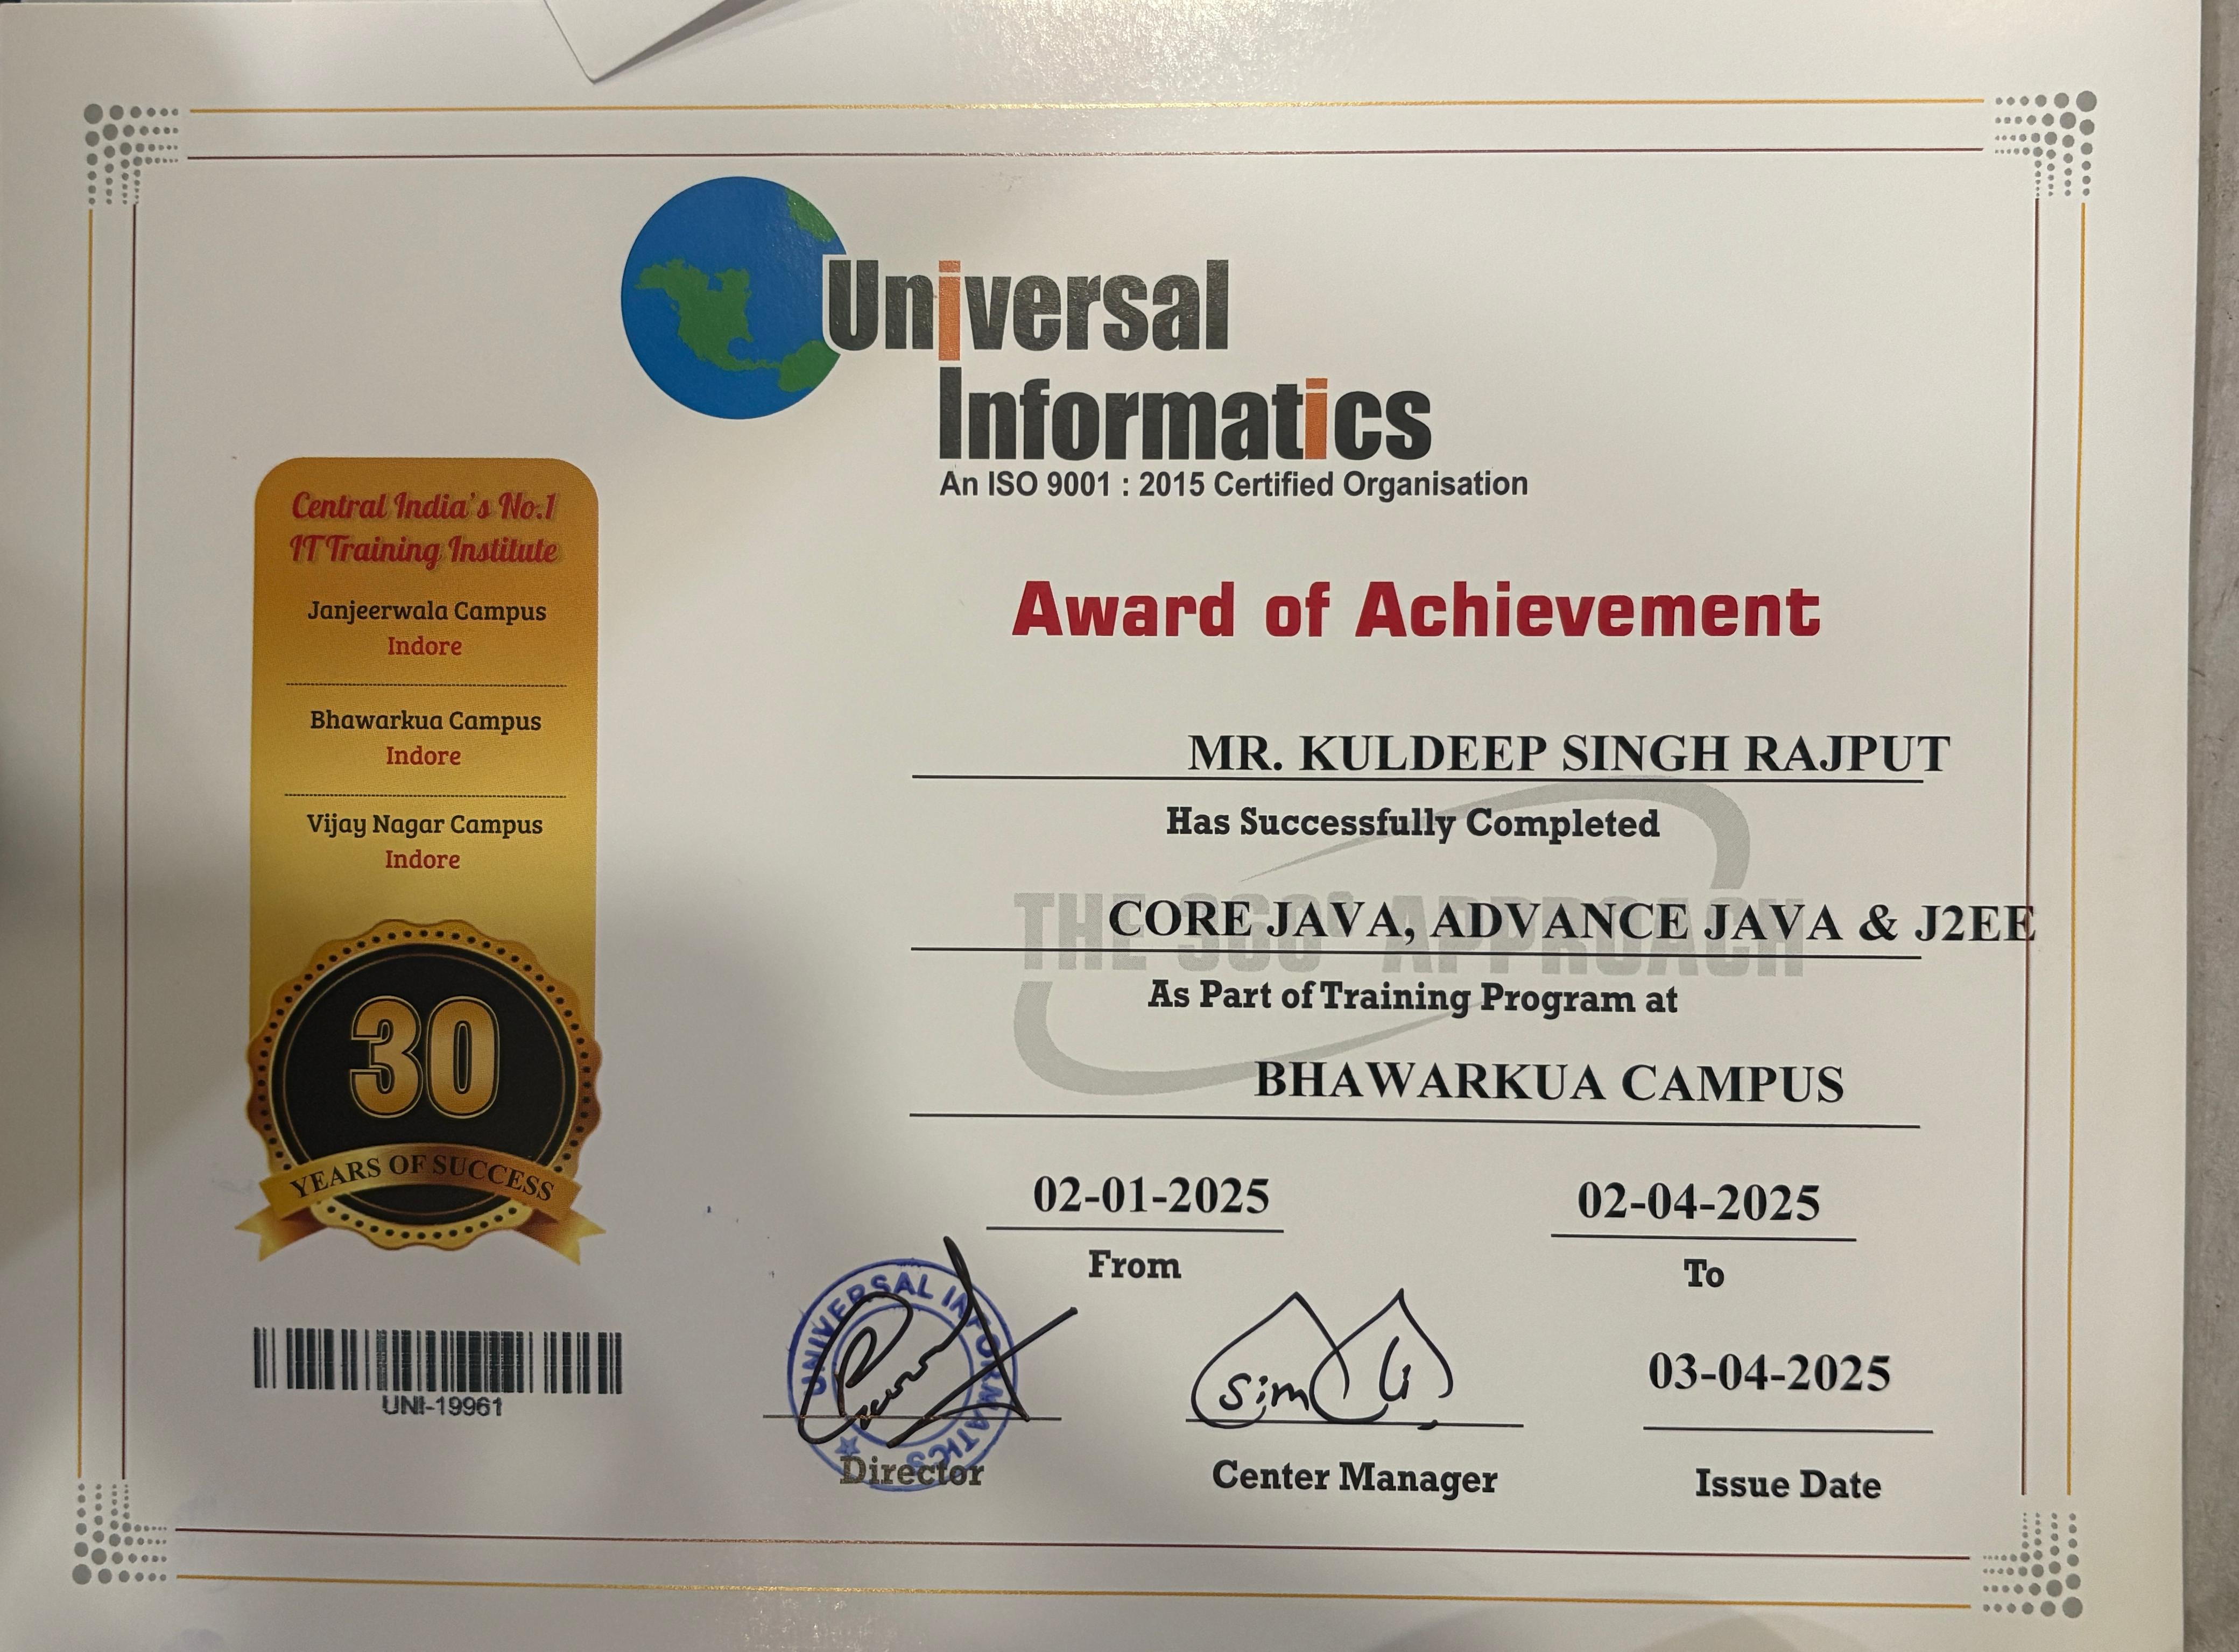 Universal
Informatics
An ISO 9001 : 2015 Certified Organisation
Central India's No.1
IT Training Institute
Janjeerwala Campus
Indore
Bhawarkua Campus
Indore
Vijay Nagar Campus
Indore
30
YEARS OF SUCCESS
UNI-19961
Award of Achievement
MR. KULDEEP SINGH RAJPUT
Has Successfully Completed
THE 360° APPROACH
CORE JAVA, ADVANCE JAVA & J2EE
As Part of Training Program at
BHAWARKUA CAMPUS
02-01-2025
From
02-04-2025
To
UNIVERSAL INFORMATICS
Director
Center Manager
03-04-2025
Issue Date